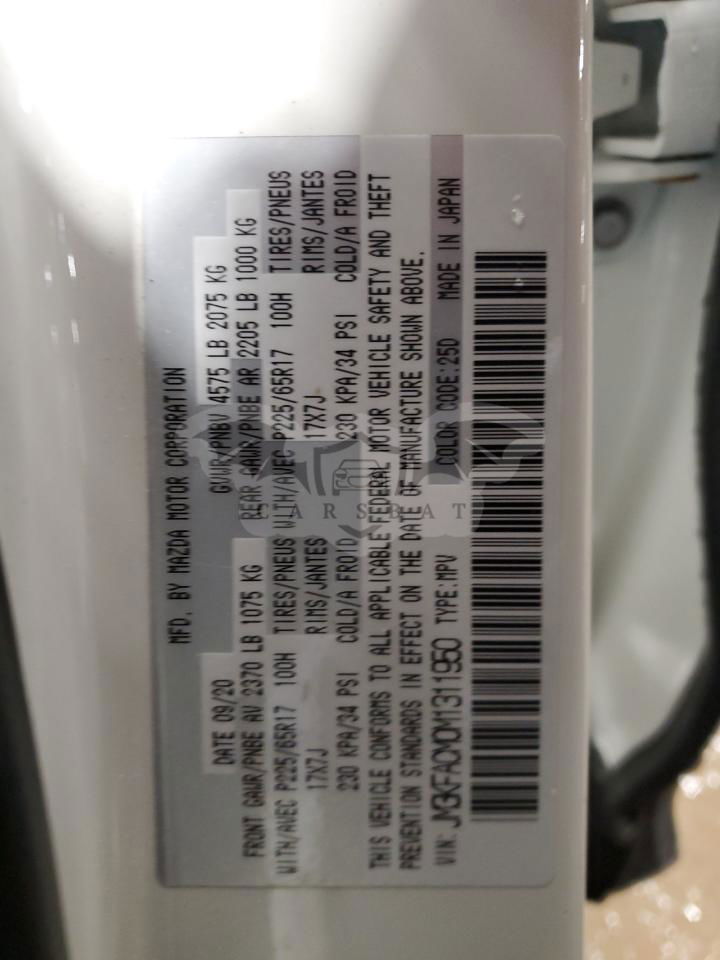 MFD. BY MAZDA MOTOR CORPORATION
DATE 09/20 GVWR/PNBV 4575 LB 2075 KG
FRONT GAWR/PNBE AV 2370 LB 1075 KG REAR GAWR/PNBE AR 2205 LB 1000 KG
WITH/AVEC P225/65R17 100H TIRES/PNEUS WITH/AVEC P225/65R17 100H TIRES/PNEUS
17X7J RIMS/JANTES 17X7J RIMS/JANTES
230 KPA/34 PSI COLD/A FROID 230 KPA/34 PSI COLD/A FROID
THIS VEHICLE CONFORMS TO ALL APPLICABLE FEDERAL MOTOR VEHICLE SAFETY AND THEFT
PREVENTION STANDARDS IN EFFECT ON THE DATE OF MANUFACTURE SHOWN ABOVE.
VIN: JM3KFACM0M1311950 TYPE:MPV COLOR CODE:25D MADE IN JAPAN
CARSBAT